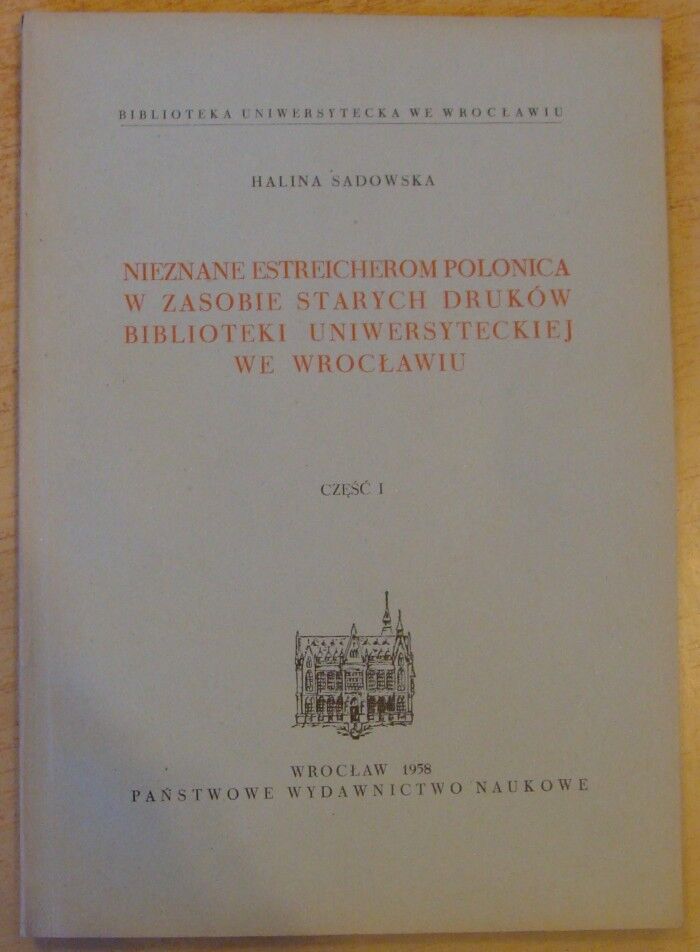 BIBLIOTEKA UNIWERSYTECKA WE WROCŁAWIU
HALINA SADOWSKA
NIEZNANE ESTREICHEROM POLONICA
W ZASOBIE STARYCH DRUKÓW
BIBLIOTEKI UNIWERSYTECKIEJ
WE WROCŁAWIU
CZĘŚĆ I
WROCŁAW 1958
PAŃSTWOWE WYDAWNICTWO NAUKOWE